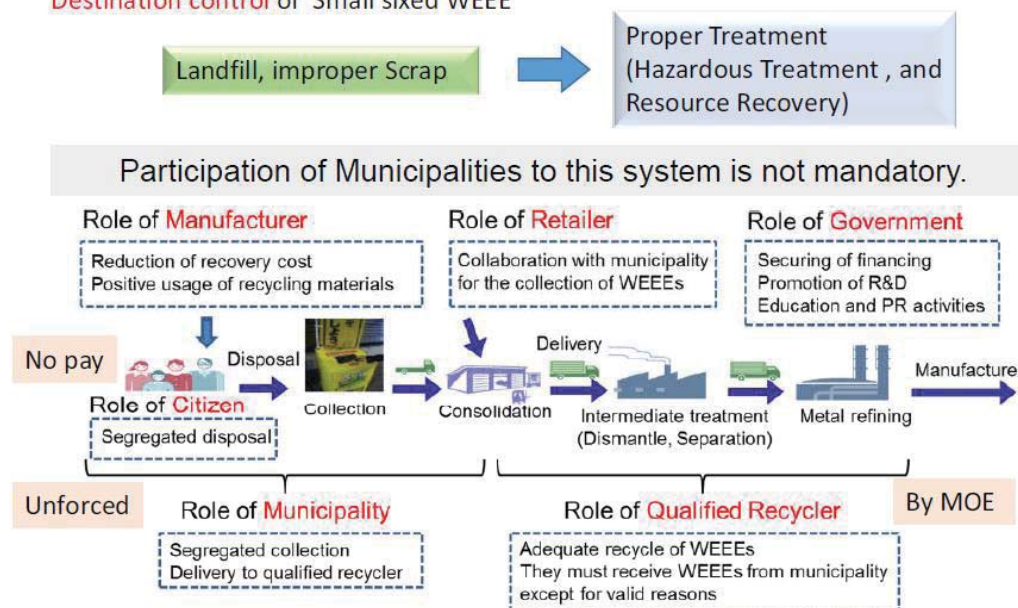 Destination control of Small sized WEEE
Landfill, improper Scrap
Proper Treatment
(Hazardous Treatment , and
Resource Recovery)
Participation of Municipalities to this system is not mandatory.
Role of Manufacturer
Reduction of recovery cost
Positive usage of recycling materials
Role of Retailer
Collaboration with municipality
for the collection of WEEEs
Role of Government
Securing of financing
Promotion of R&D
Education and PR activities
No pay
Disposal
Collection
Consolidation
Delivery
Intermediate treatment
(Dismantle, Separation)
Metal refining
Manufacture
Role of Citizen
Segregated disposal
Unforced
Role of Municipality
Segregated collection
Delivery to qualified recycler
Role of Qualified Recycler
Adequate recycle of WEEEs
They must receive WEEEs from municipality
except for valid reasons
By MOE